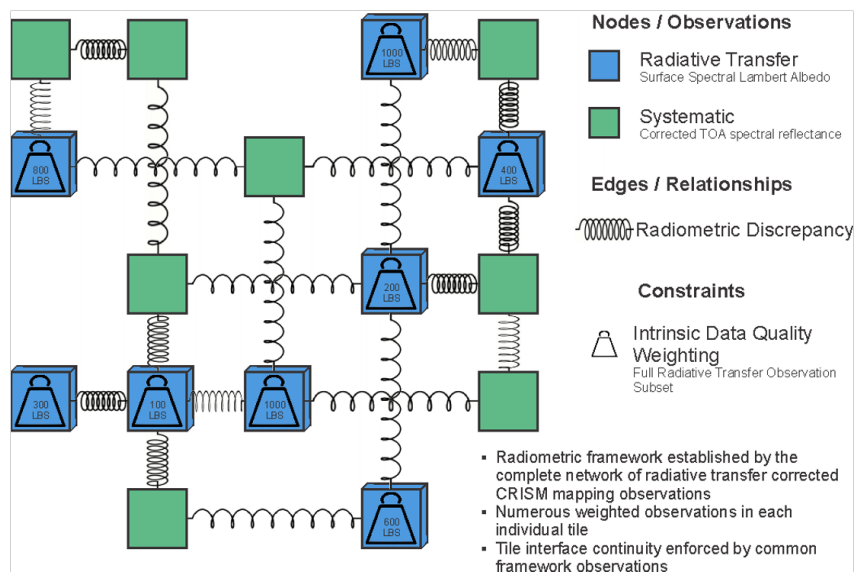 Nodes / Observations
Radiative Transfer
Surface Spectral Lambert Albedo
Systematic
Corrected TOA spectral reflectance
Edges / Relationships
Radiometric Discrepancy
Constraints
Intrinsic Data Quality
Weighting
Full Radiative Transfer Observation
Subset
1000
LBS
800
LBS
400
LBS
200
LBS
300
LBS
100
LBS
1000
LBS
600
LBS
▪ Radiometric framework established by the
complete network of radiative transfer corrected
CRISM mapping observations
▪ Numerous weighted observations in each
individual tile
▪ Tile interface continuity enforced by common
framework observations